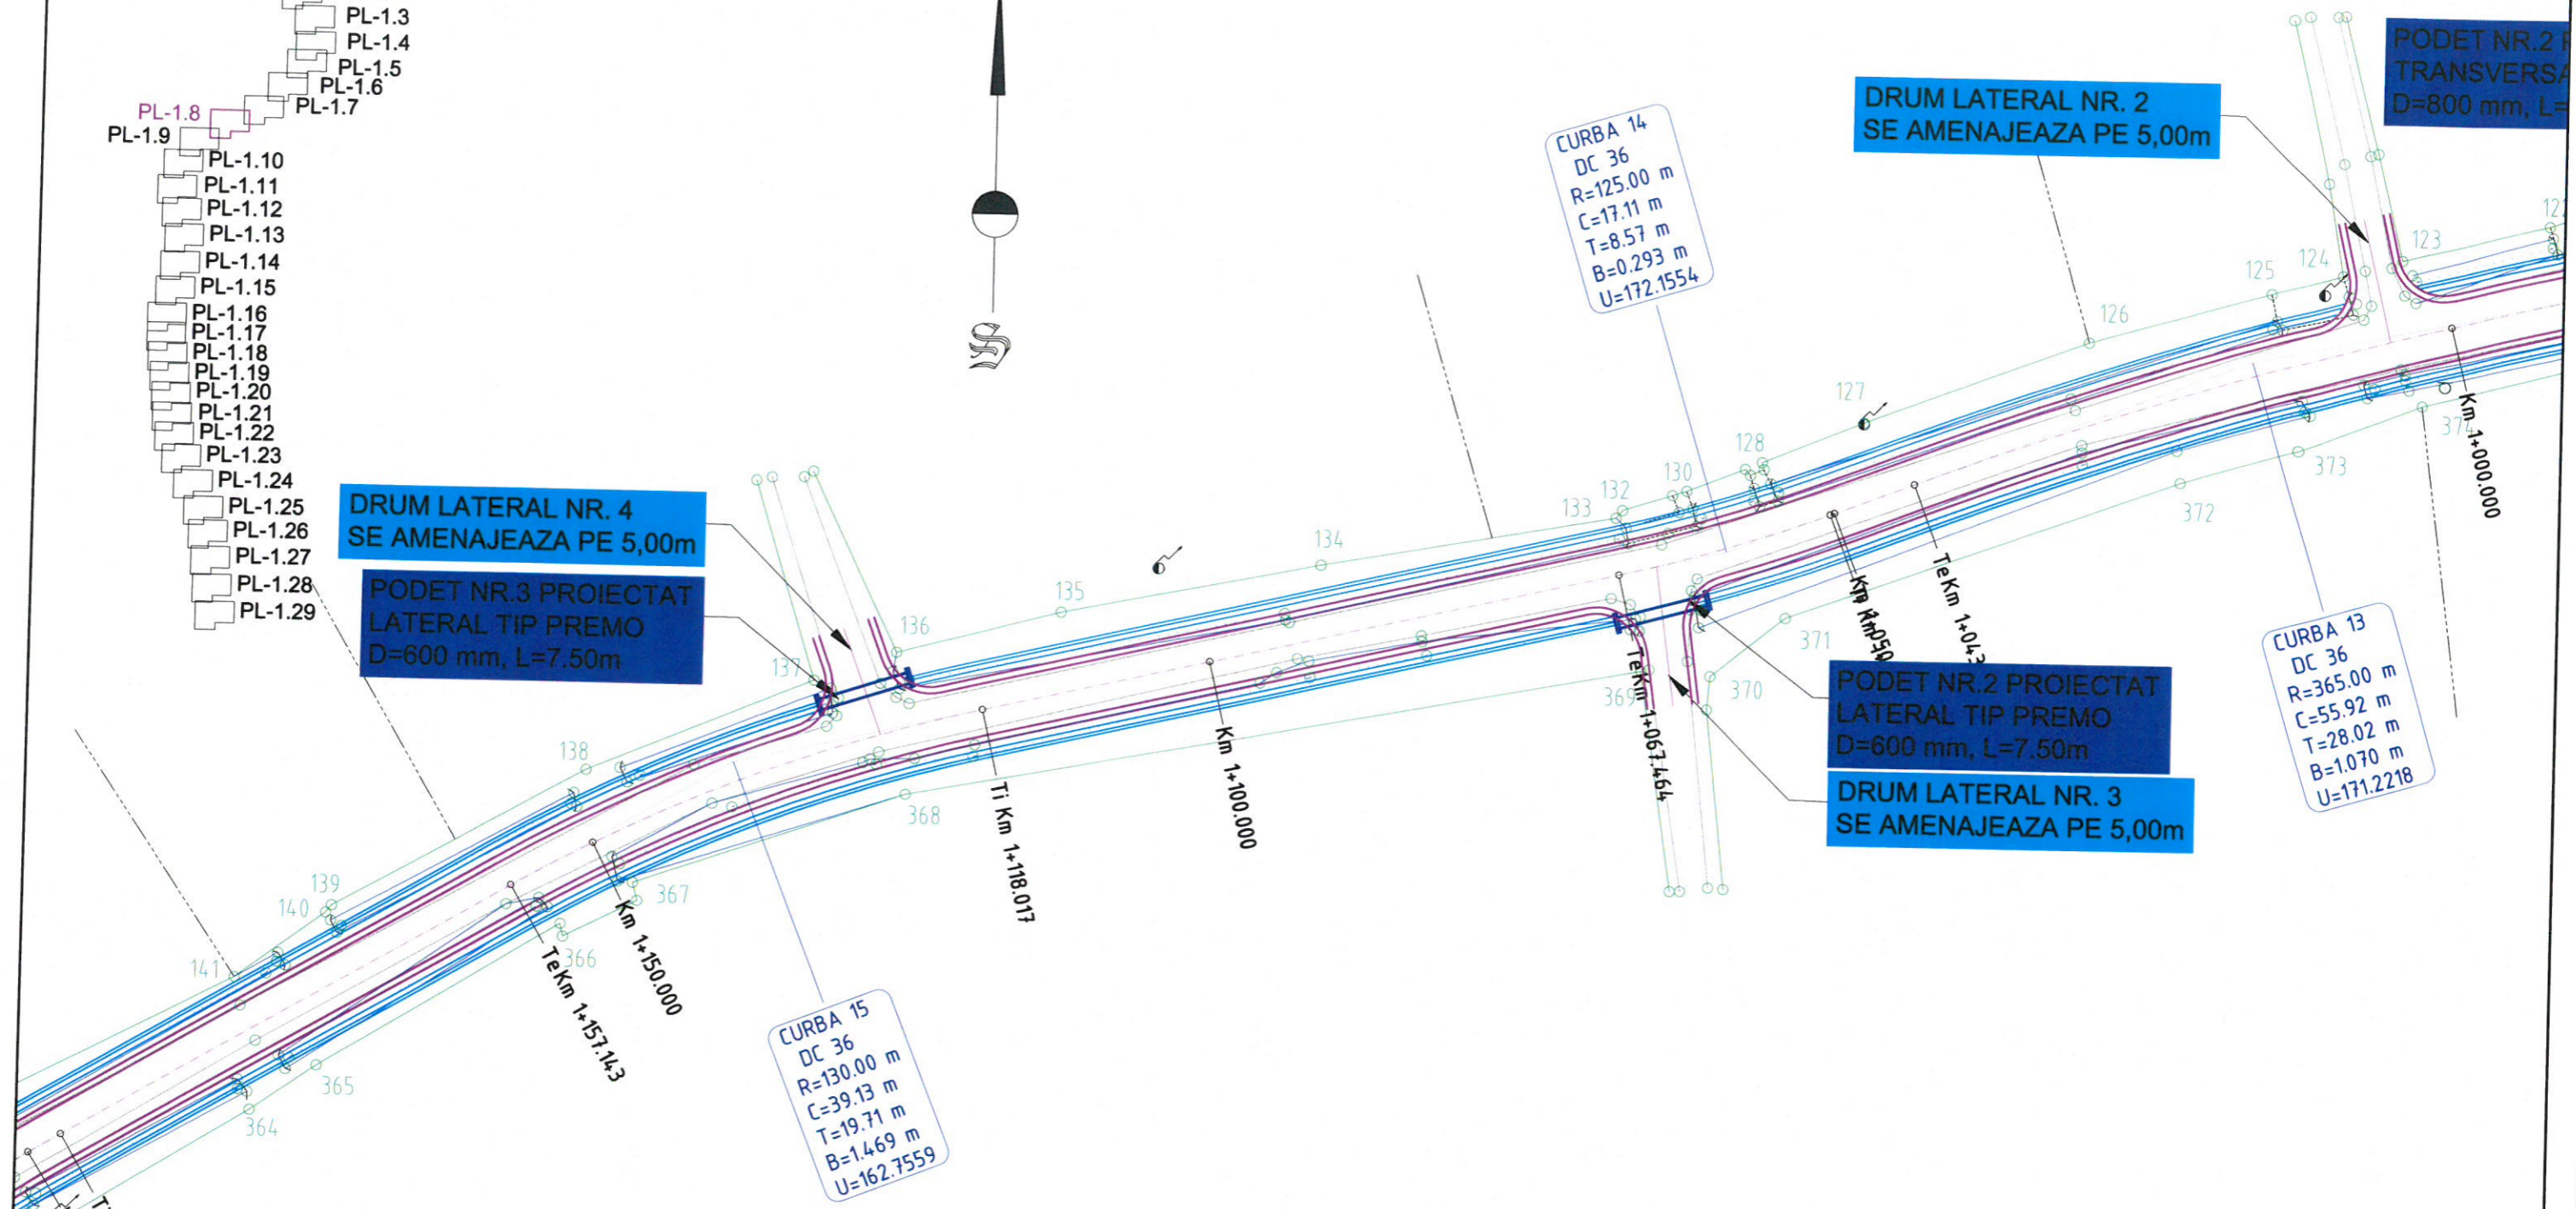 PL-1.3
PL-1.4
PL-1.5
PL-1.6
PL-1.7
PL-1.8
PL-1.9
PL-1.10
PL-1.11
PL-1.12
PL-1.13
PL-1.14
PL-1.15
PL-1.16
PL-1.17
PL-1.18
PL-1.19
PL-1.20
PL-1.21
PL-1.22
PL-1.23
PL-1.24
PL-1.25
PL-1.26
PL-1.27
PL-1.28
PL-1.29
S
DRUM LATERAL NR. 4
SE AMENAJEAZA PE 5,00m
PODET NR.3 PROIECTAT
LATERAL TIP PREMO
D=600 mm, L=7.50m
CURBA 14
DC 36
R=125.00 m
C=17.11 m
T=8.57 m
B=0.293 m
U=172.1554
DRUM LATERAL NR. 2
SE AMENAJEAZA PE 5,00m
PODET NR.2
TRANSVERSA
D=800 mm, L=
123
124
125
126
127
128
130
132
133
134
135
136
137
138
139
140
141
374
373
372
371
370
369
368
367
366
365
364
Km 1+000.000
TeKm 1+043
Km 1+050
TeKm 1+067.464
Km 1+100.000
Ti Km 1+118.017
Km 1+150.000
TeKm 1+157.143
PODET NR.2 PROIECTAT
LATERAL TIP PREMO
D=600 mm, L=7.50m
DRUM LATERAL NR. 3
SE AMENAJEAZA PE 5,00m
CURBA 13
DC 36
R=365.00 m
C=55.92 m
T=28.02 m
B=1.070 m
U=171.2218
CURBA 15
DC 36
R=130.00 m
C=39.13 m
T=19.71 m
B=1.469 m
U=162.7559